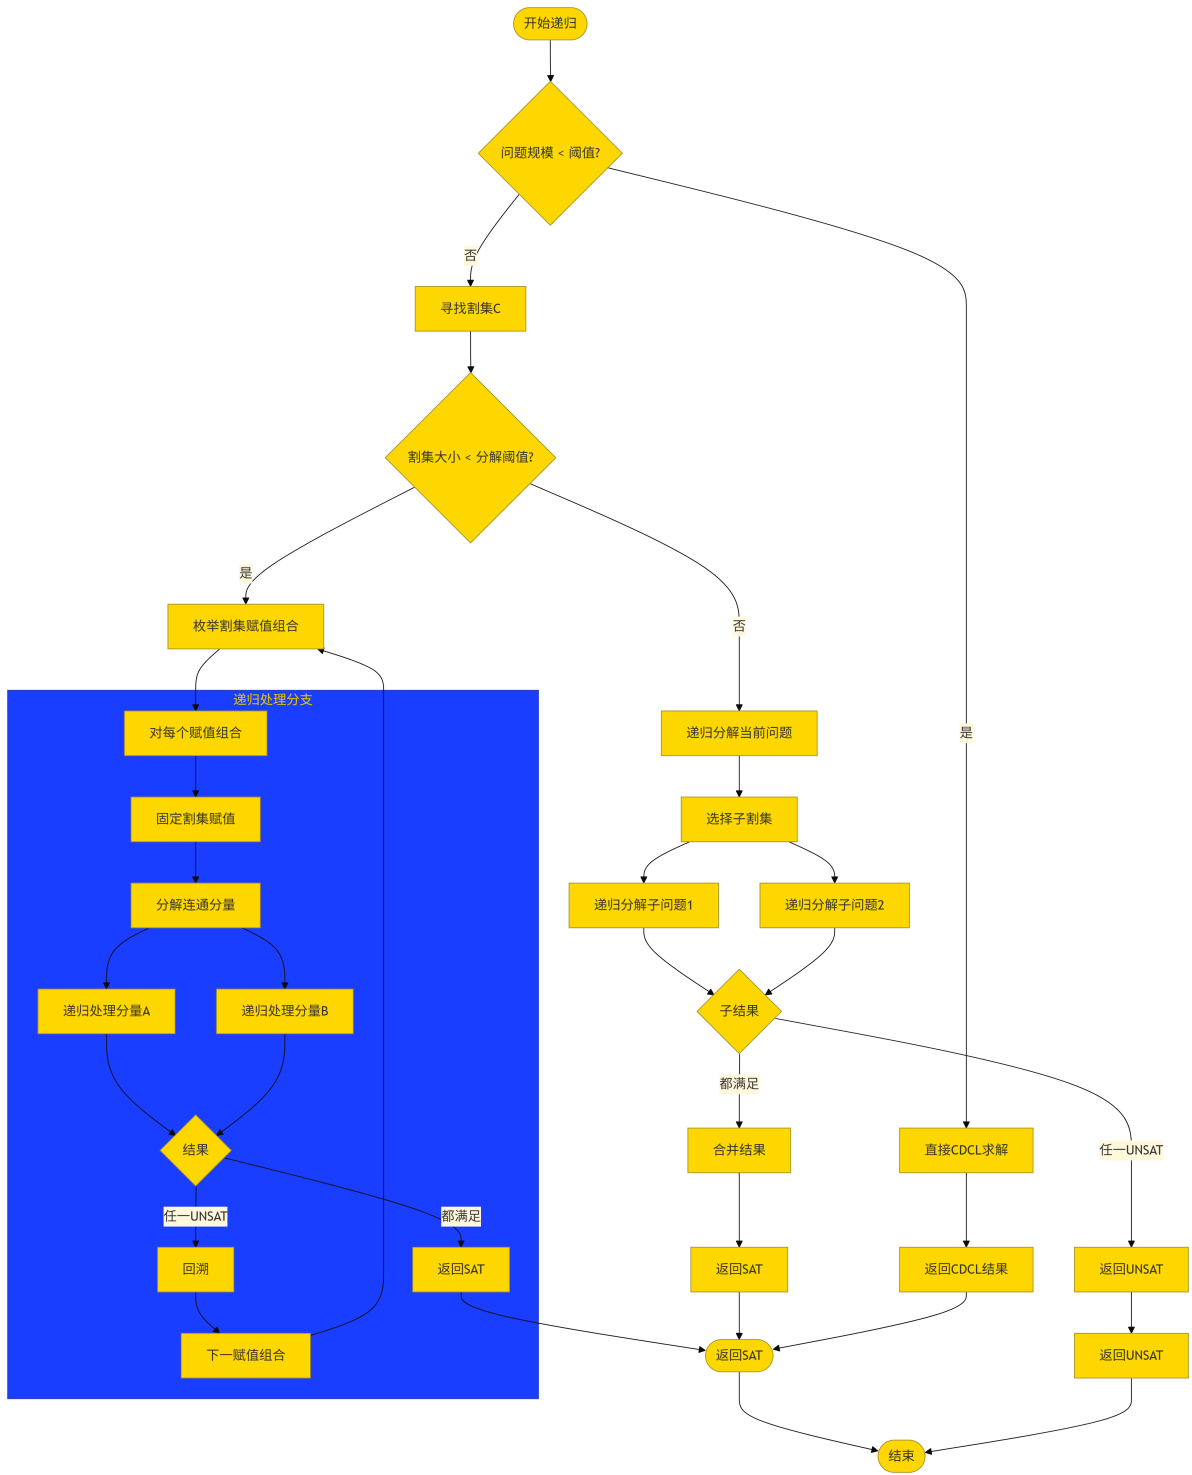 开始递归
问题规模 < 阈值?
否
寻找割集C
割集大小 < 分解阈值?
是
枚举割集赋值组合
否
递归处理分支
对每个赋值组合
递归分解当前问题
是
固定割集赋值
选择子割集
分解连通分量
递归分解子问题1
递归分解子问题2
递归处理分量A
递归处理分量B
子结果
都满足
结果
合并结果
直接CDCL求解
任一UNSAT
任一UNSAT
都满足
回溯
返回SAT
返回SAT
返回CDCL结果
返回UNSAT
下一赋值组合
返回SAT
返回UNSAT
结束